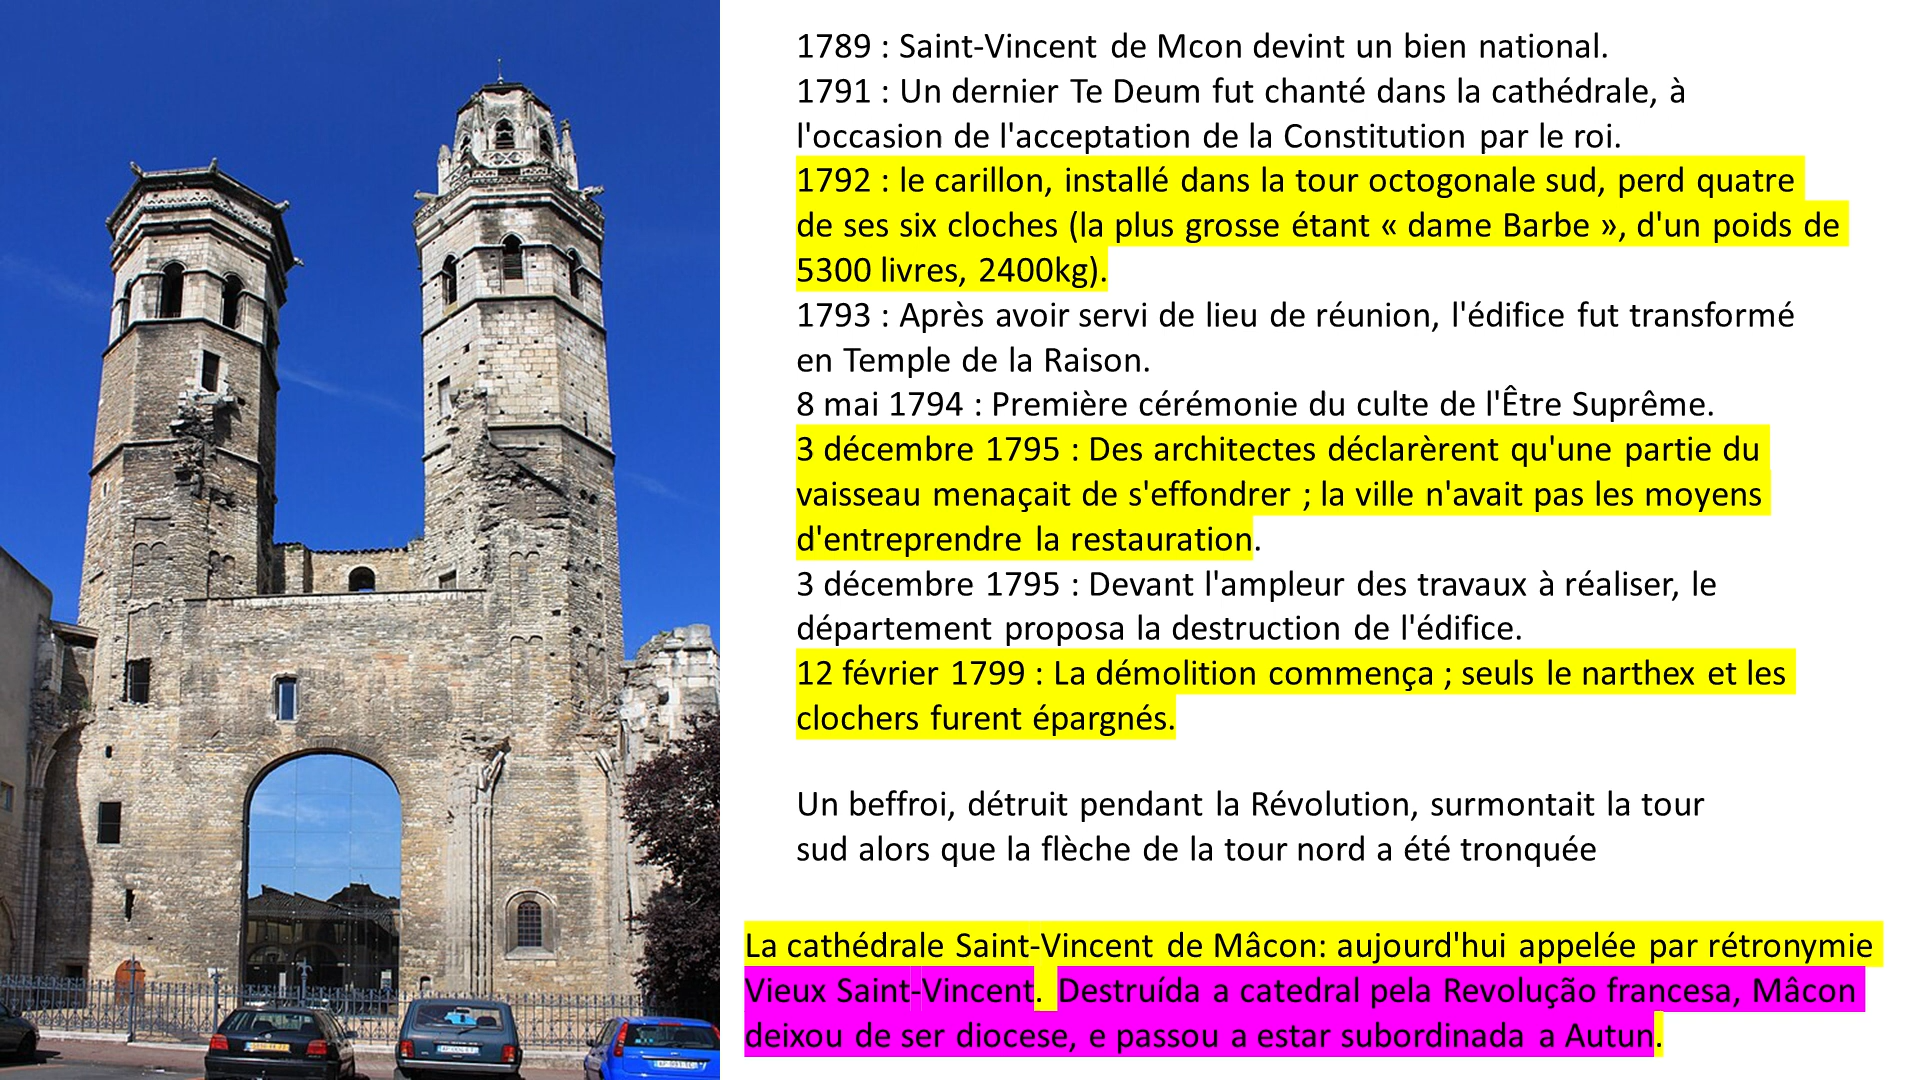 1789 : Saint-Vincent de Mcon devint un bien national.
1791 : Un dernier Te Deum fut chanté dans la cathédrale, à
l'occasion de l'acceptation de la Constitution par le roi.
1792 : le carillon, installé dans la tour octogonale sud, perd quatre
de ses six cloches (la plus grosse étant « dame Barbe », d'un poids de
5300 livres, 2400kg).
1793 : Après avoir servi de lieu de réunion, l'édifice fut transformé
en Temple de la Raison.
8 mai 1794 : Première cérémonie du culte de l'Être Suprême.
3 décembre 1795 : Des architectes déclarèrent qu'une partie du
vaisseau menaçait de s'effondrer ; la ville n'avait pas les moyens
d'entreprendre la restauration.
3 décembre 1795 : Devant l'ampleur des travaux à réaliser, le
département proposa la destruction de l'édifice.
12 février 1799 : La démolition commença ; seuls le narthex et les
clochers furent épargnés.
Un beffroi, détruit pendant la Révolution, surmontait la tour
sud alors que la flèche de la tour nord a été tronquée
La cathédrale Saint-Vincent de Mâcon: aujourd'hui appelée par rétronymie
Vieux Saint-Vincent. Destruída a catedral pela Revolução francesa, Mâcon
deixou de ser diocese, e passou a estar subordinada a Autun.